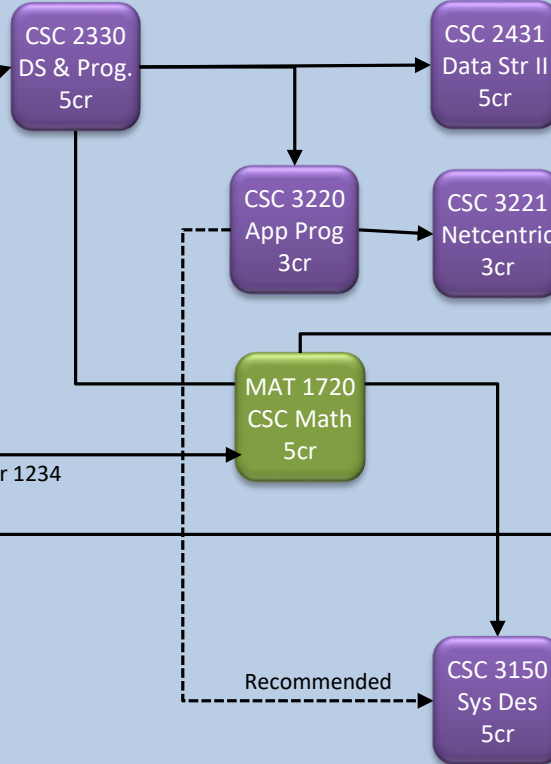 CSC 2330
DS & Prog.
5cr
CSC 2431
Data Str II
5cr
CSC 3220
App Prog
3cr
CSC 3221
Netcentric
3cr
MAT 1720
CSC Math
5cr
r 1234
Recommended
CSC 3150
Sys Des
5cr